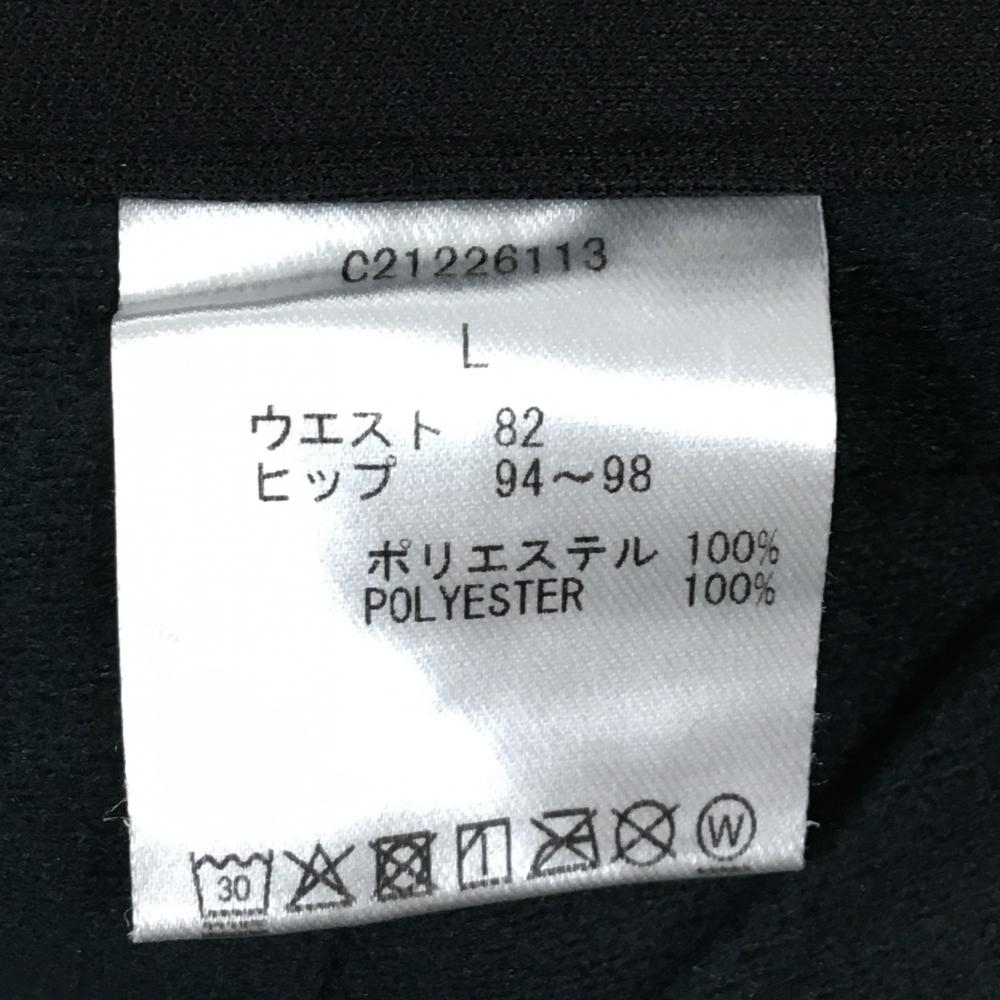 C21226113
L
ウエスト 82
ヒップ 94～98
ポリエステル 100%
POLYESTER 100%
30 W